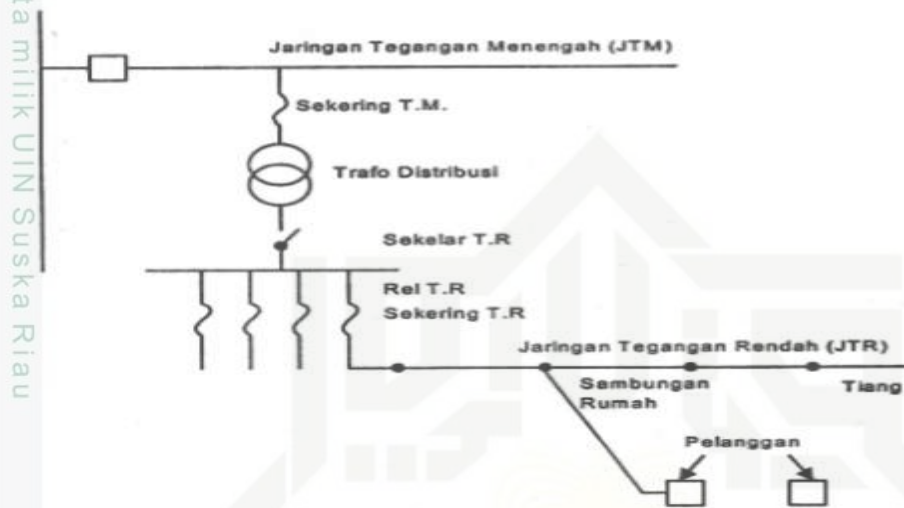 ta milik UIN Suska Riau
Jaringan Tegangan Menengah (JTM)
Sekering T.M.
Trafo Distribusi
Sekelar T.R
Rel T.R
Sekering T.R
Jaringan Tegangan Rendah (JTR)
Sambungan
Rumah
Tiang
Pelanggan